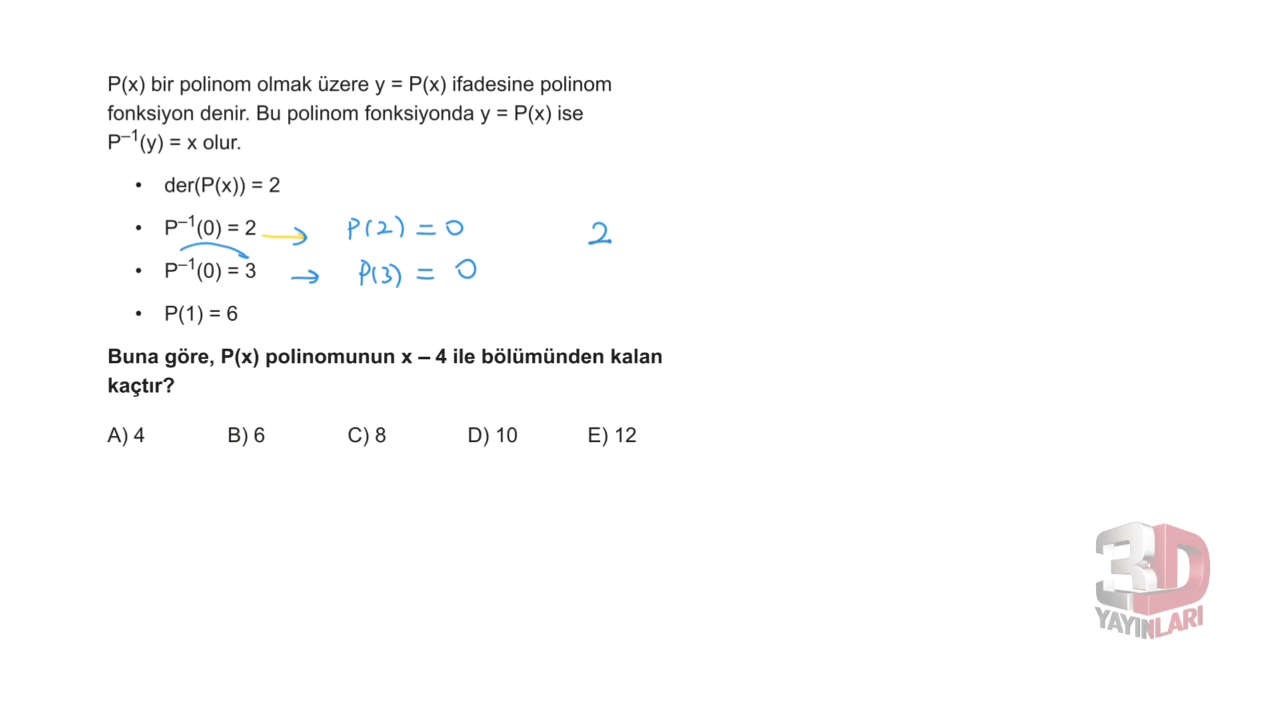 P(x) bir polinom olmak üzere y = P(x) ifadesine polinom
fonksiyon denir. Bu polinom fonksiyonda y = P(x) ise
P⁻¹(y) = x olur.
• der(P(x)) = 2
• P⁻¹(0) = 2 → P(2) = 0 2
• P⁻¹(0) = 3 → P(3) = 0
• P(1) = 6
Buna göre, P(x) polinomunun x – 4 ile bölümünden kalan
kaçtır?
A) 4 B) 6 C) 8 D) 10 E) 12
3D
YAYINLARI